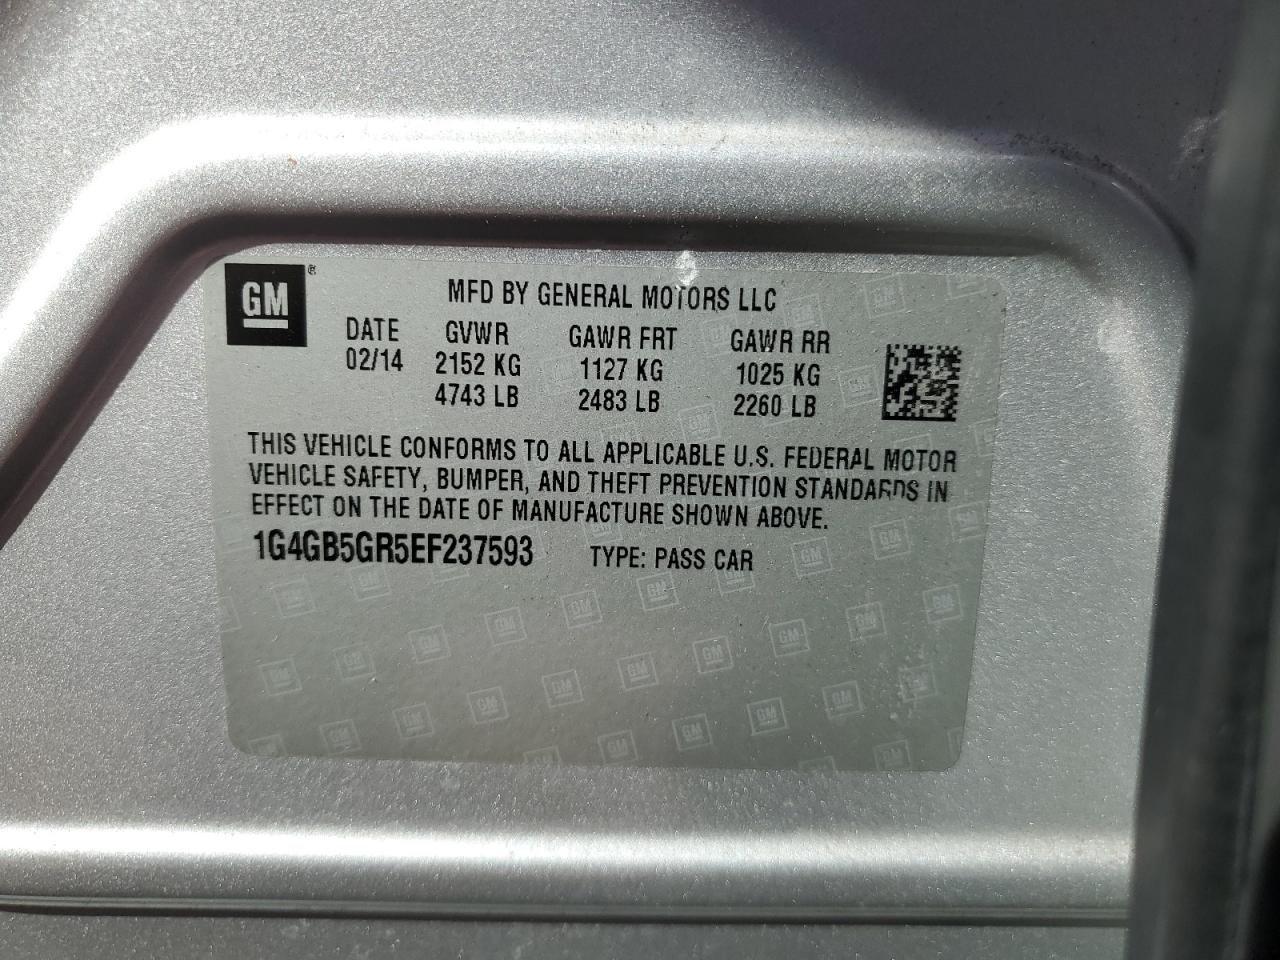 GM ®
MFD BY GENERAL MOTORS LLC
DATE GVWR GAWR FRT GAWR RR
02/14 2152 KG 1127 KG 1025 KG
4743 LB 2483 LB 2260 LB
THIS VEHICLE CONFORMS TO ALL APPLICABLE U.S. FEDERAL MOTOR
VEHICLE SAFETY, BUMPER, AND THEFT PREVENTION STANDARDS IN
EFFECT ON THE DATE OF MANUFACTURE SHOWN ABOVE.
1G4GB5GR5EF237593 TYPE: PASS CAR